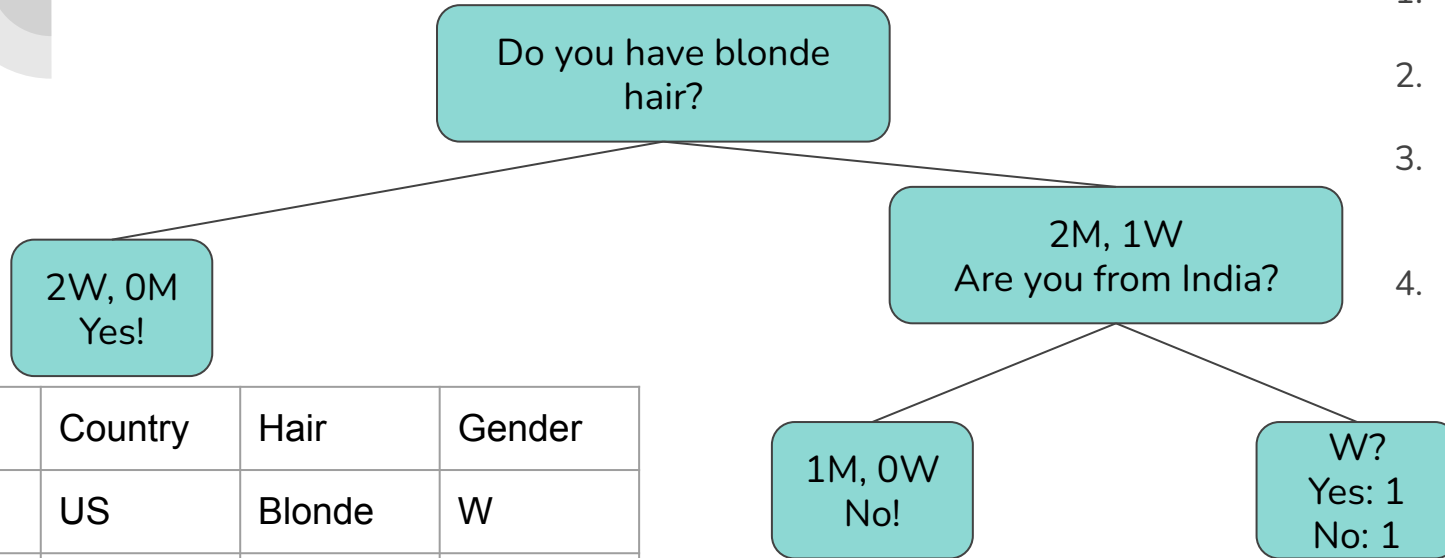 Do you have blonde
hair?
2.
3.
2M, 1W
Are you from India?
4.
2W, 0M
Yes!
Country Hair Gender
US Blonde W
1M, 0W
No!
W?
Yes: 1
No: 1